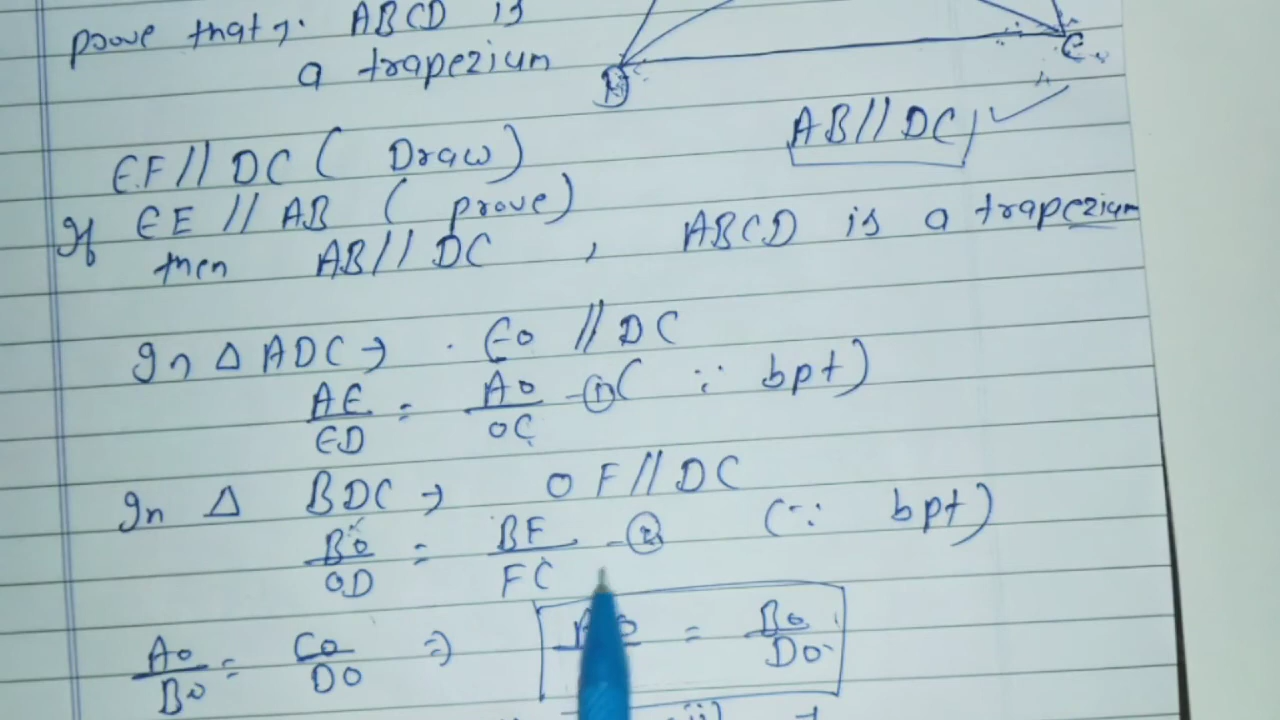 prove that:- ABCD is
a trapezium
D
C
AB//DC
EF//DC ( Draw )
If EE // AB ( prove )
then AB// DC , ABCD is a trapezium
In Δ ADC → EO // DC
AE/ED = AO/OC - ① ( ∵ bpt )
In Δ BDC → OF // DC
BO/OD = BF/FC - ② ( ∵ bpt )
AO/BO = CO/DO ⇒ = BO/DO